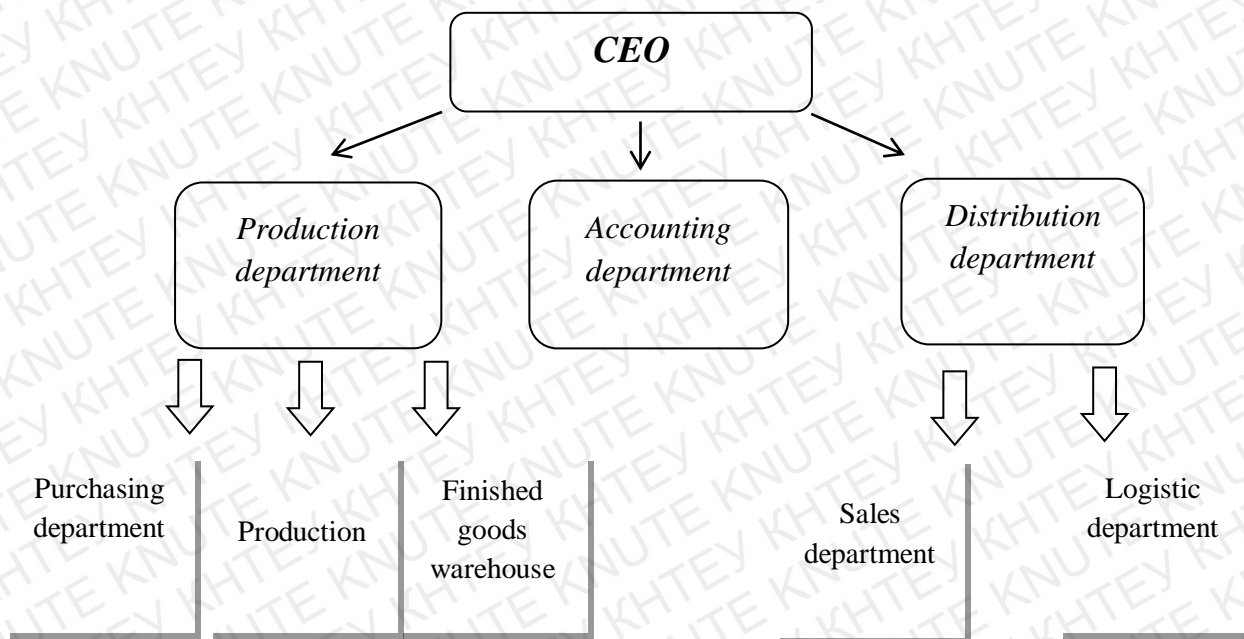 CEO
Production
department
Accounting
department
Distribution
department
Purchasing
department
Production
Finished
goods
warehouse
Sales
department
Logistic
department